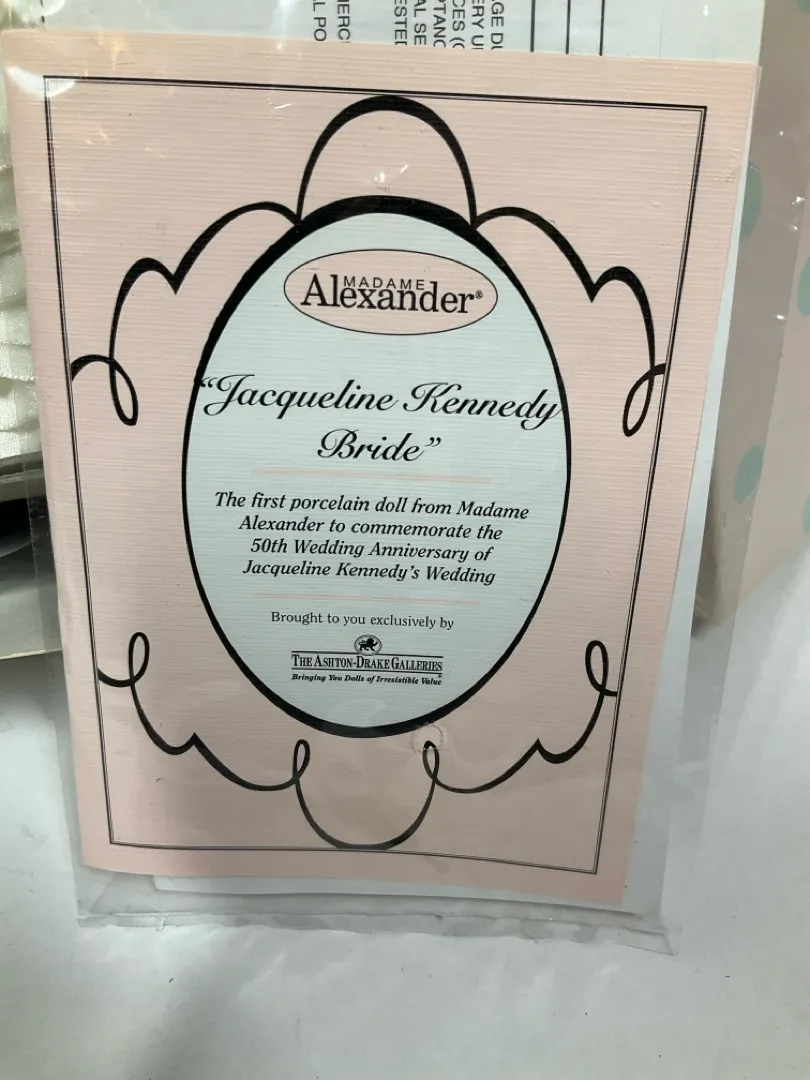 MADAME
Alexander®
"Jacqueline Kennedy
Bride"
The first porcelain doll from Madame
Alexander to commemorate the
50th Wedding Anniversary of
Jacqueline Kennedy's Wedding
Brought to you exclusively by
THE ASHTON-DRAKE GALLERIES
Bringing You Dolls of Irresistible Value